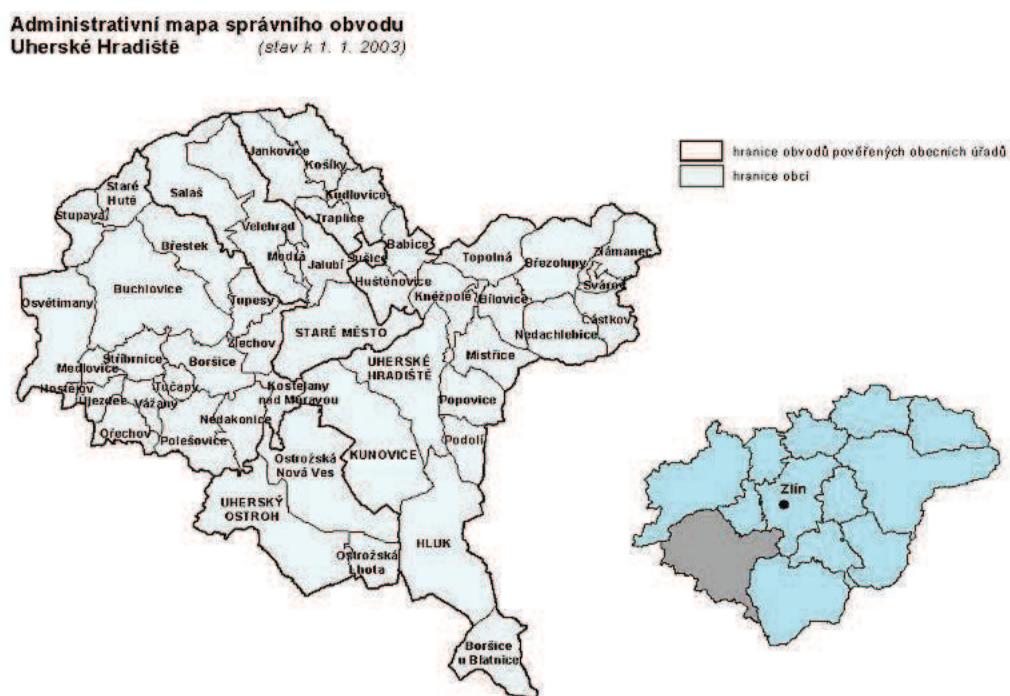 Administrativní mapa správního obvodu
Uherské Hradiště (stav k 1. 1. 2003)
hranice obvodů pověřených obecních úřadů
hranice obcí
Jankovice
Košíky
Staré
Hutě
Salaš
Kudlovice
Stupava
Traplice
Velehrad
Břestek
Modrá
Jalubí
Sušice
Babice
Topolná
Zlámanec
Březolupy
Huštěnovice
Buchlovice
Osvětimany
Tupesy
Kněžpole
Bílovice
Svárov
Částkov
STARÉ MĚSTO
Nedachlebice
Zlechov
Mistřice
UHERSKÉ
HRADIŠTĚ
Stříbrnice
Boršice
Medlovice
Hostějov
Újezdec
Tučapy
Vážany
Kostelany
nad Moravou
Popovice
Nedakonice
Ořechov
Polešovice
Podolí
KUNOVICE
Ostrožská
Nová Ves
UHERSKÝ
OSTROH
HLUK
Ostrožská
Lhota
Boršice
u Blatnice
Zlín